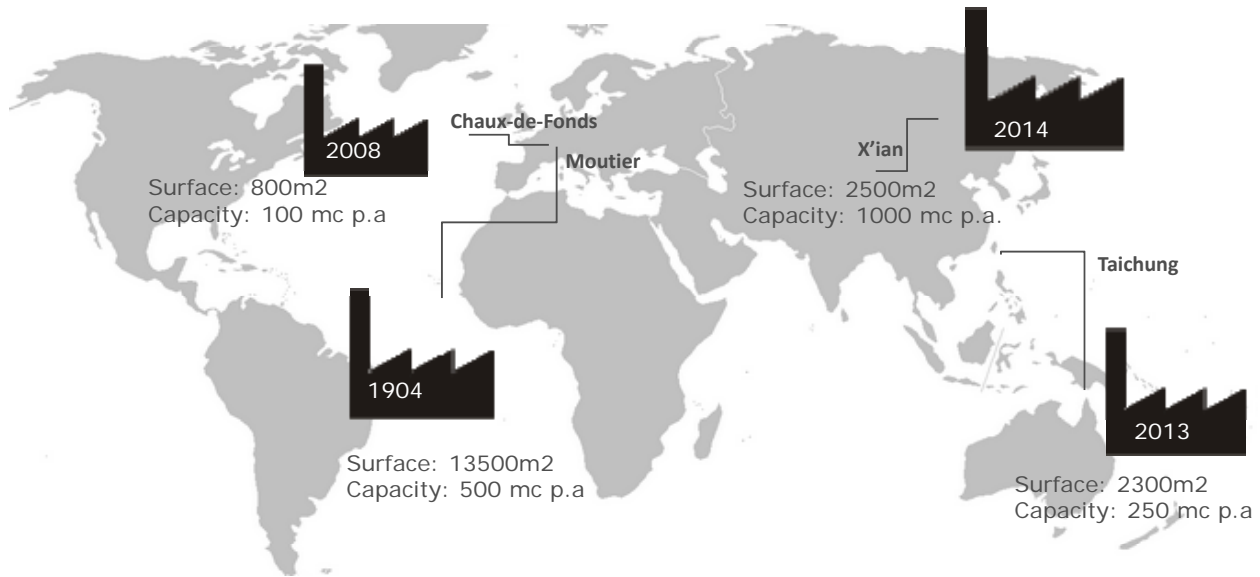 2008
Surface: 800m2
Capacity: 100 mc p.a
Chaux-de-Fonds
Moutier
1904
Surface: 13500m2
Capacity: 500 mc p.a
X'ian
2014
Surface: 2500m2
Capacity: 1000 mc p.a.
Taichung
2013
Surface: 2300m2
Capacity: 250 mc p.a